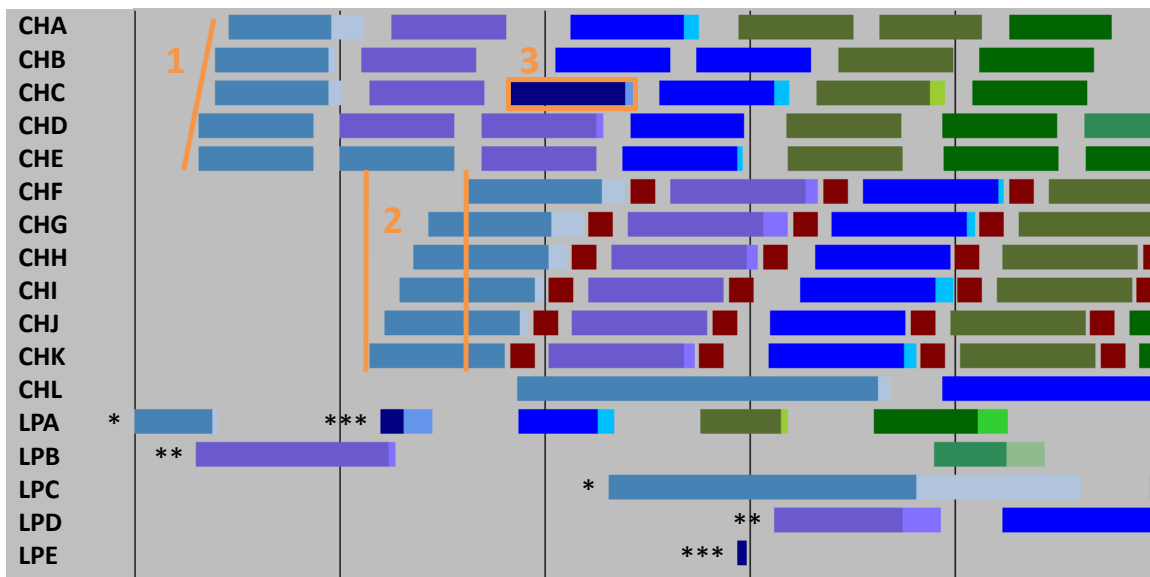 CHA
1
CHB
3
CHC
CHD
CHE
CHF
2
CHG
CHH
CHI
CHJ
CHK
CHL
LPA * ***
LPB **
LPC *
LPD **
LPE ***